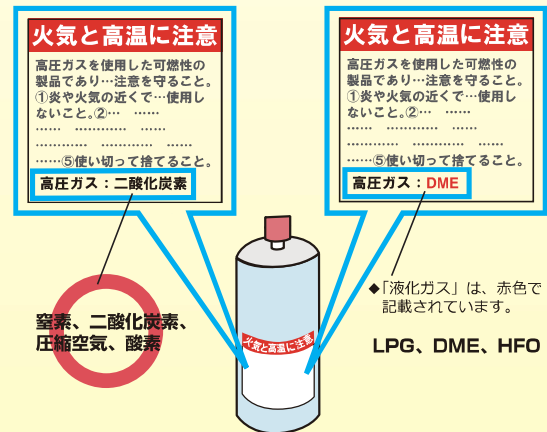 火気と高温に注意
高圧ガスを使用した可燃性の
製品であり…注意を守ること。
①炎や火気の近くで…使用し
ないこと。②… ……
…… ………… ……
………… ………… ……
……⑤使い切って捨てること。
高圧ガス：二酸化炭素
火気と高温に注意
高圧ガスを使用した可燃性の
製品であり…注意を守ること。
①炎や火気の近くで…使用し
ないこと。②… ……
…… ………… ……
………… ………… ……
……⑤使い切って捨てること。
高圧ガス：DME
窒素、二酸化炭素、
圧縮空気、酸素
火気と高温に注意
◆「液化ガス」は、赤色で
記載されています。
LPG、DME、HFO